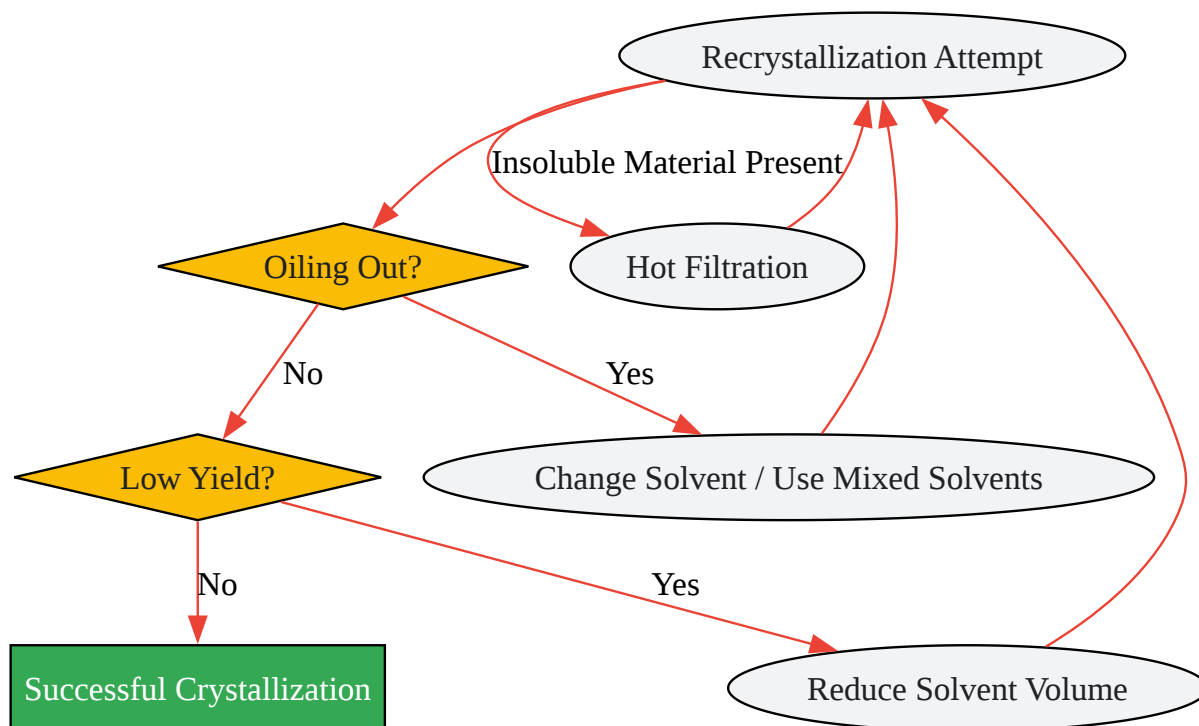 Recrystallization Attempt
Insoluble Material Present
Oiling Out?
Hot Filtration
No
Yes
Low Yield?
Change Solvent / Use Mixed Solvents
No
Yes
Successful Crystallization
Reduce Solvent Volume